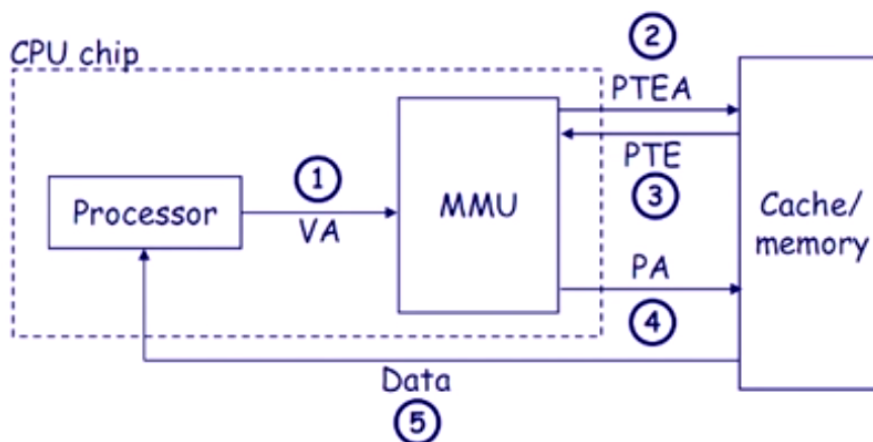 CPU chip
2
PTEA
PTE
3
1
Processor
VA
MMU
Cache/
memory
PA
4
Data
5